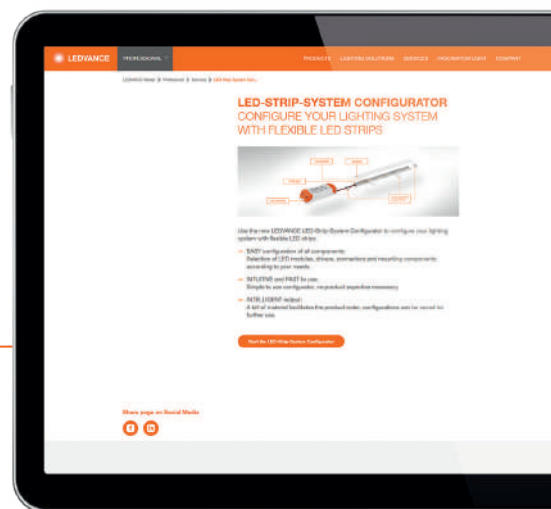 LEDVANCE
PROFESSIONAL
PRODUCTS LIGHTING SOLUTIONS SERVICES COMPANY
LED-STRIP-SYSTEM CONFIGURATOR
CONFIGURE YOUR LIGHTING SYSTEM
WITH FLEXIBLE LED STRIPS
Use the new LEDVANCE LED-Strip-System Configurator to configure your lighting
system with flexible LED strips:
EASY configuration of all components:
Selection of LED modules, drivers, connectors and mounting components
according to your needs.
INTUITIVE and FAST to use:
Simple to use configurator, no product expertise necessary
INTELLIGENT output:
A bill of material facilitates the product order, configurations can be saved for
further use.
Start the LED-Strip-System Configurator
Share page on Social Media
f
in